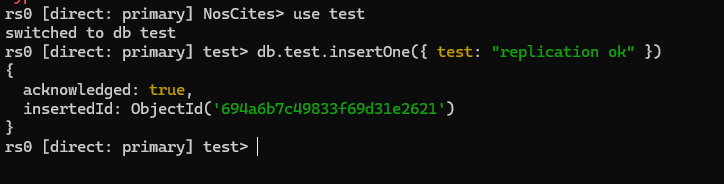 rs0 [direct: primary] NosCites> use test
switched to db test
rs0 [direct: primary] test> db.test.insertOne({ test: "replication ok" })
{
  acknowledged: true,
  insertedId: ObjectId('694a6b7c49833f69d31e2621')
}
rs0 [direct: primary] test>